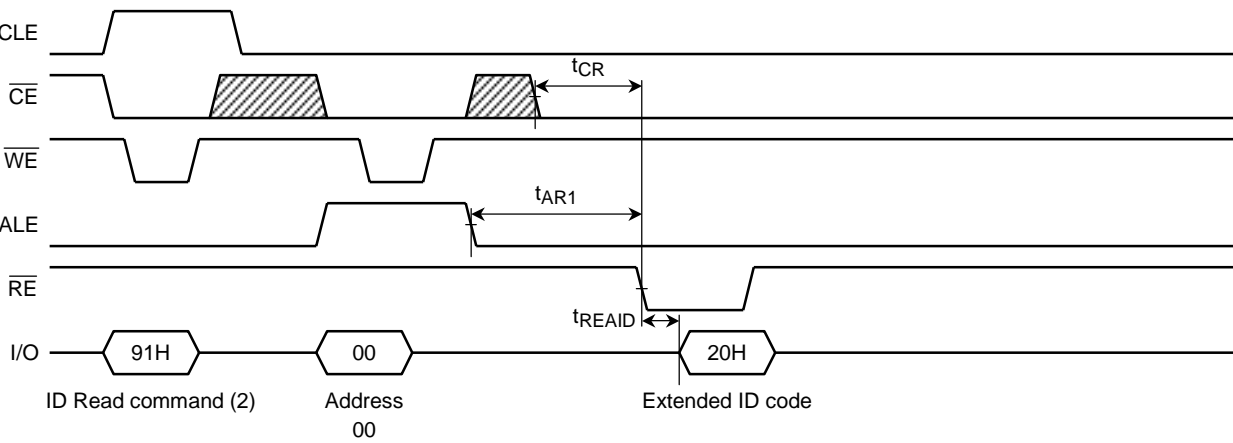 CLE
tCR
CE
WE
tAR1
ALE
RE
tREAID
I/O 91H 00 20H
ID Read command (2) Address Extended ID code
00